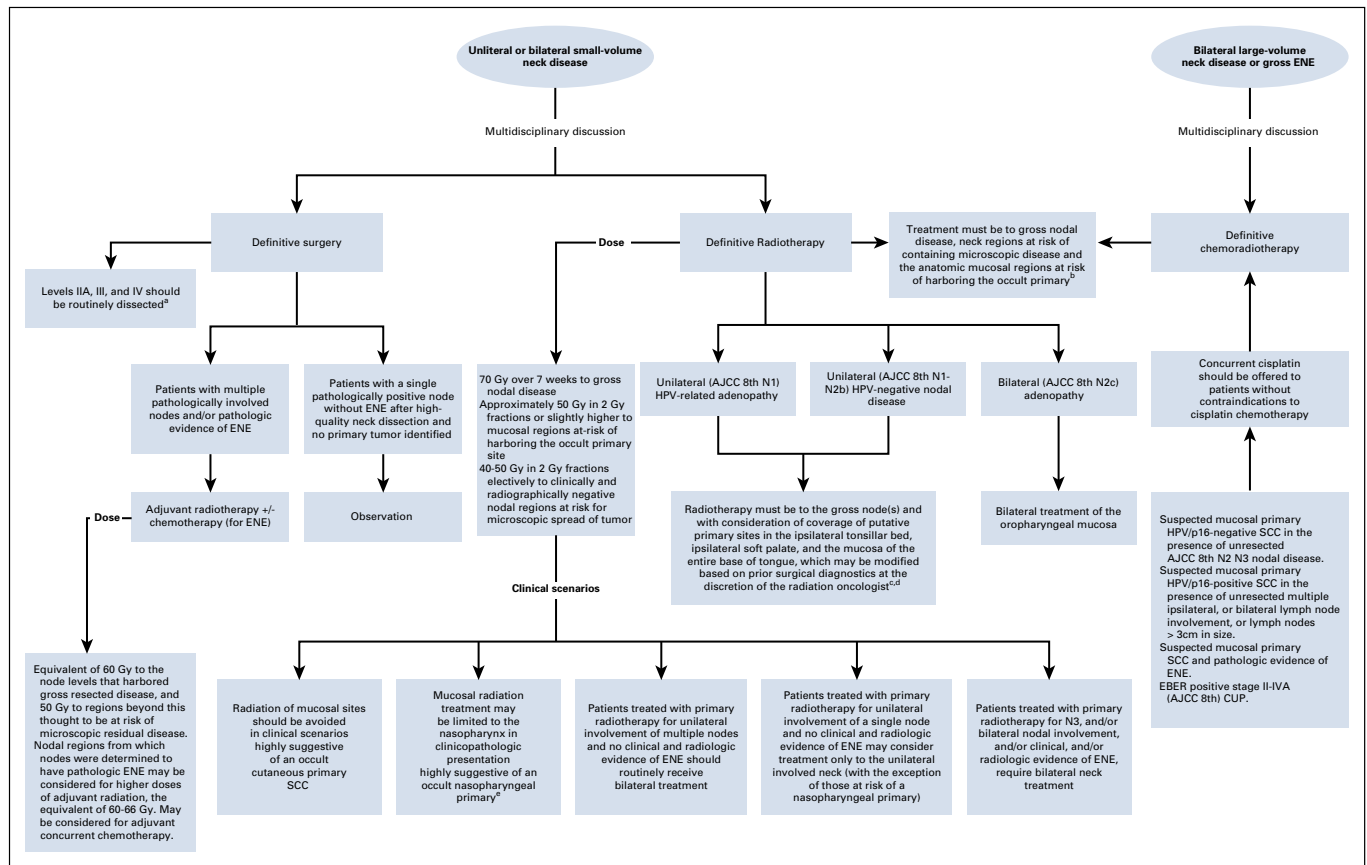 Unliteral or bilateral small-volume
neck disease
Bilateral large-volume
neck disease or gross ENE
Multidisciplinary discussion
Multidisciplinary discussion
Definitive surgery
Dose
Definitive Radiotherapy
Treatment must be to gross nodal
disease, neck regions at risk of
containing microscopic disease and
the anatomic mucosal regions at risk
of harboring the occult primaryb
Definitive
chemoradiotherapy
Levels IIA, III, and IV should
be routinely dissecteda
Patients with multiple
pathologically involved
nodes and/or pathologic
evidence of ENE
Patients with a single
pathologically positive node
without ENE after high-
quality neck dissection and
no primary tumor identified
70 Gy over 7 weeks to gross
nodal disease
Approximately 50 Gy in 2 Gy
fractions or slightly higher to
mucosal regions at-risk of
harboring the occult primary
site
40-50 Gy in 2 Gy fractions
electively to clinically and
radiographically negative
nodal regions at risk for
microscopic spread of tumor
Unilateral (AJCC 8th N1)
HPV-related adenopathy
Unilateral (AJCC 8th N1-
N2b) HPV-negative nodal
disease
Bilateral (AJCC 8th N2c)
adenopathy
Concurrent cisplatin
should be offered to
patients without
contraindications to
cisplatin chemotherapy
Dose
Adjuvant radiotherapy +/-
chemotherapy (for ENE)
Observation
Radiotherapy must be to the gross node(s) and
with consideration of coverage of putative
primary sites in the ipsilateral tonsillar bed,
ipsilateral soft palate, and the mucosa of the
entire base of tongue, which may be modified
based on prior surgical diagnostics at the
discretion of the radiation oncologistc,d
Bilateral treatment of the
oropharyngeal mucosa
Suspected mucosal primary
HPV/p16-negative SCC in the
presence of unresected
AJCC 8th N2 N3 nodal disease.
Suspected mucosal primary
HPV/p16-positive SCC in the
presence of unresected multiple
ipsilateral, or bilateral lymph node
involvement, or lymph nodes
> 3cm in size.
Suspected mucosal primary
SCC and pathologic evidence of
ENE.
EBER positive stage II-IVA
(AJCC 8th) CUP.
Clinical scenarios
Equivalent of 60 Gy to the
node levels that harbored
gross resected disease, and
50 Gy to regions beyond this
thought to be at risk of
microscopic residual disease.
Nodal regions from which
nodes were determined to
have pathologic ENE may be
considered for higher doses
of adjuvant radiation, the
equivalent of 60-66 Gy. May
be considered for adjuvant
concurrent chemotherapy.
Radiation of mucosal sites
should be avoided
in clinical scenarios
highly suggestive
of an occult
cutaneous primary
SCC
Mucosal radiation
treatment may
be limited to the
nasopharynx in
clinicopathologic
presentation
highly suggestive of an
occult nasopharyngeal
primarye
Patients treated with primary
radiotherapy for unilateral
involvement of multiple nodes
and no clinical and radiologic
evidence of ENE should
routinely receive
bilateral treatment
Patients treated with primary
radiotherapy for unilateral
involvement of a single node
and no clinical and radiologic
evidence of ENE may consider
treatment only to the unilateral
involved neck (with the exception
of those at risk of a
nasopharyngeal primary)
Patients treated with primary
radiotherapy for N3, and/or
bilateral nodal involvement,
and/or clinical, and/or
radiologic evidence of ENE,
require bilateral neck
treatment